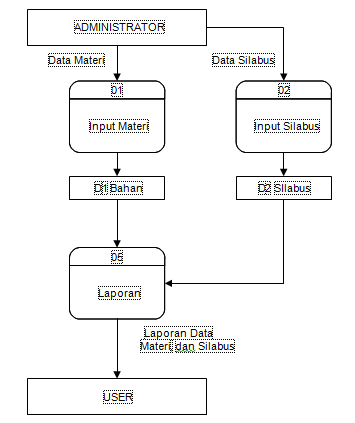 ADMINISTRATOR
Data Materi
Data Silabus
01
02
Input Materi
Input Silabus
D1 Bahan
D2 SIlabus
05
Laporan
Laporan Data
Materi dan Silabus
USER